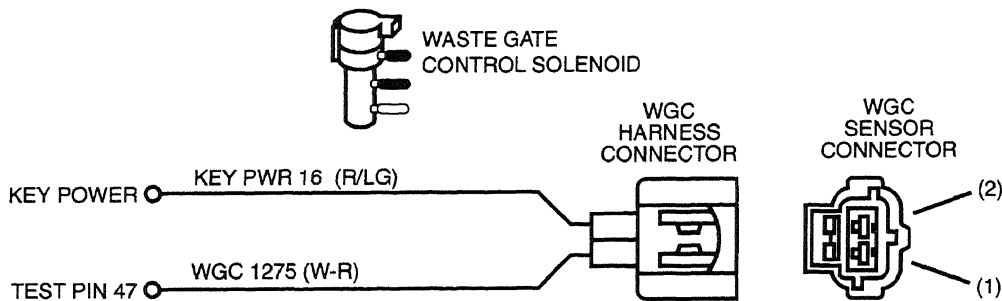 WASTE GATE
CONTROL SOLENOID
WGC
HARNESS
CONNECTOR
WGC
SENSOR
CONNECTOR
KEY POWER
KEY PWR 16 (R/LG)
(2)
WGC 1275 (W-R)
TEST PIN 47
(1)